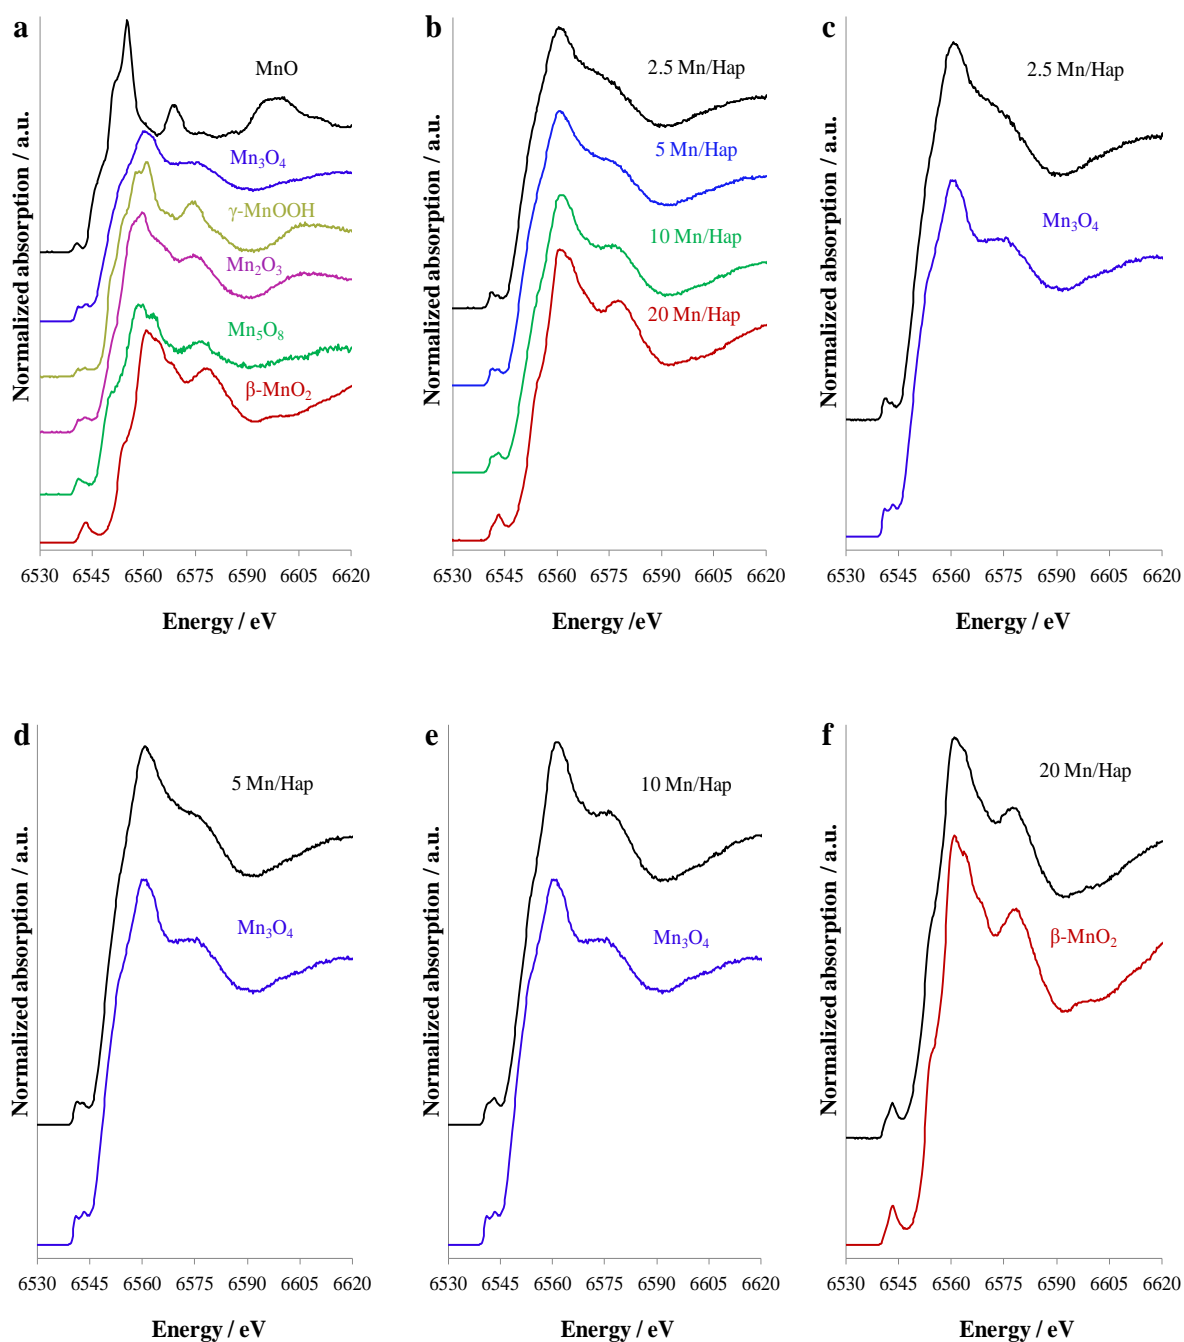 a
MnO
Mn₃O₄
γ-MnOOH
Mn₂O₃
Mn₅O₈
β-MnO₂
Normalized absorption / a.u.
6530 6545 6560 6575 6590 6605 6620
Energy / eV
b
2.5 Mn/Hap
5 Mn/Hap
10 Mn/Hap
20 Mn/Hap
Normalized absorption / a.u.
6530 6545 6560 6575 6590 6605 6620
Energy /eV
c
2.5 Mn/Hap
Mn₃O₄
Normalized absorption / a.u.
6530 6545 6560 6575 6590 6605 6620
Energy / eV
d
5 Mn/Hap
Mn₃O₄
Normalized absorption / a.u.
6530 6545 6560 6575 6590 6605 6620
Energy / eV
e
10 Mn/Hap
Mn₃O₄
Normalized absorption / a.u.
6530 6545 6560 6575 6590 6605 6620
Energy / eV
f
20 Mn/Hap
β-MnO₂
Normalized absorption / a.u.
6530 6545 6560 6575 6590 6605 6620
Energy / eV